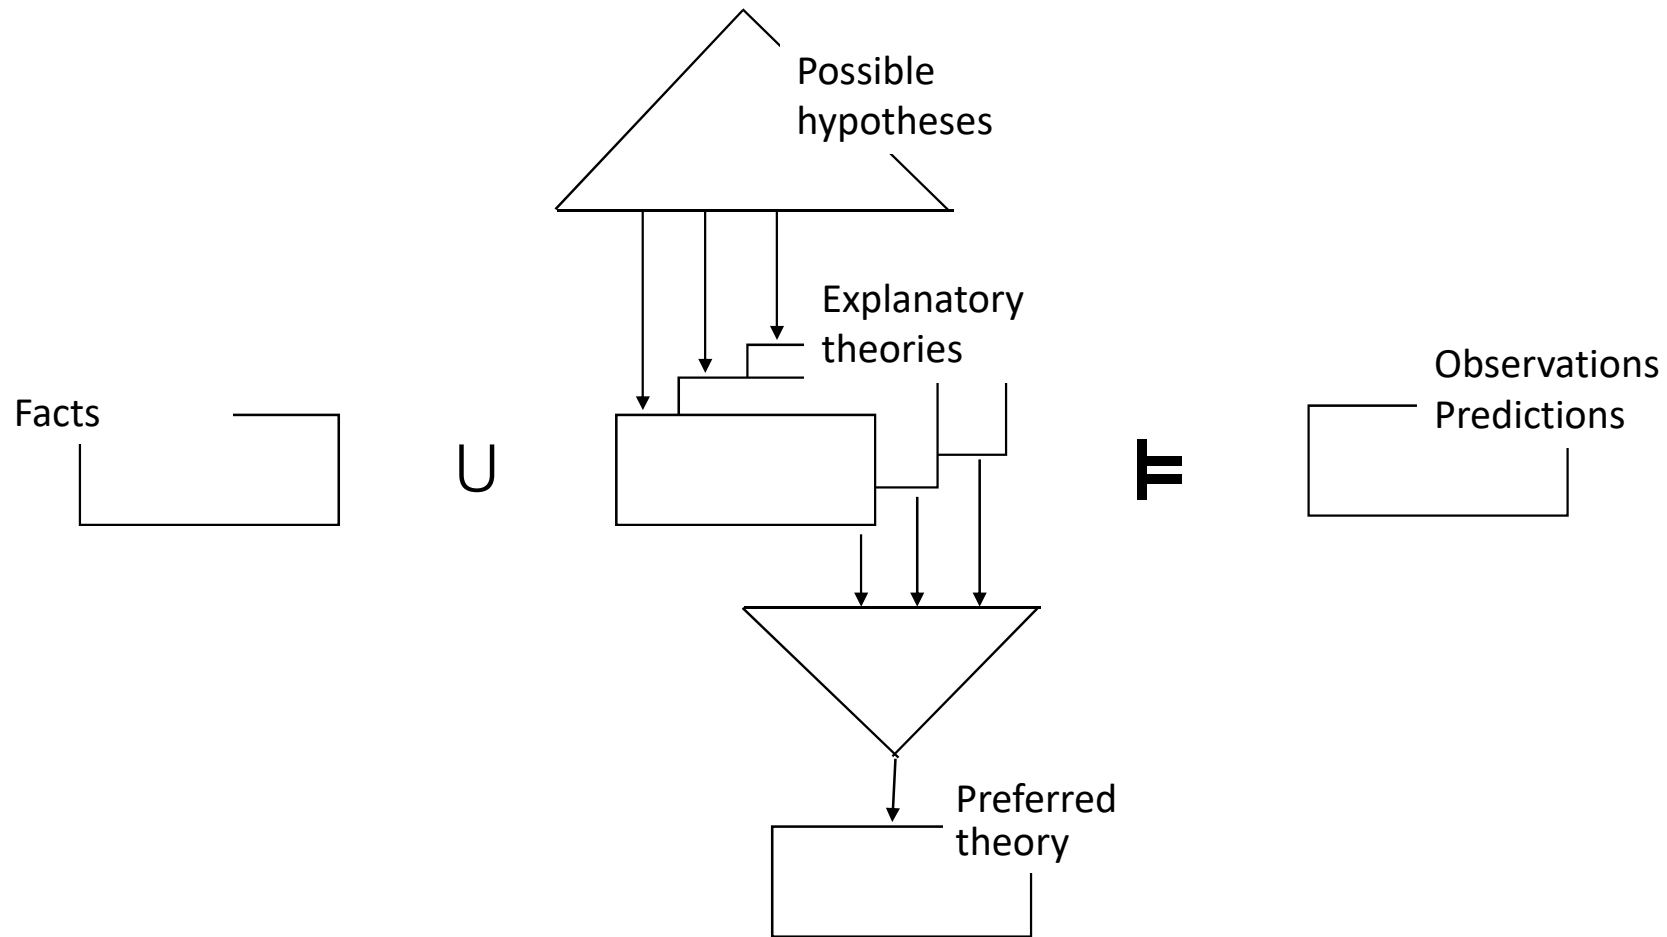 Possible
hypotheses
Explanatory
theories
Observations
Predictions
Facts
∪
⊧
Preferred
theory